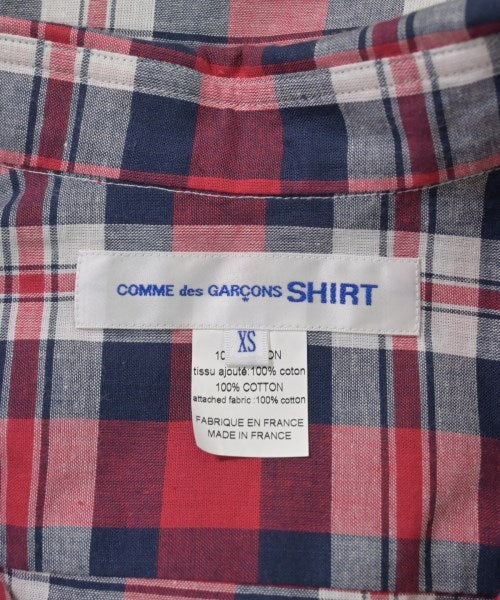 COMME des GARÇONS SHIRT
XS
tissu ajouté:100% coton
100% COTTON
attached fabric :100% cotton
FABRIQUE EN FRANCE
MADE IN FRANCE